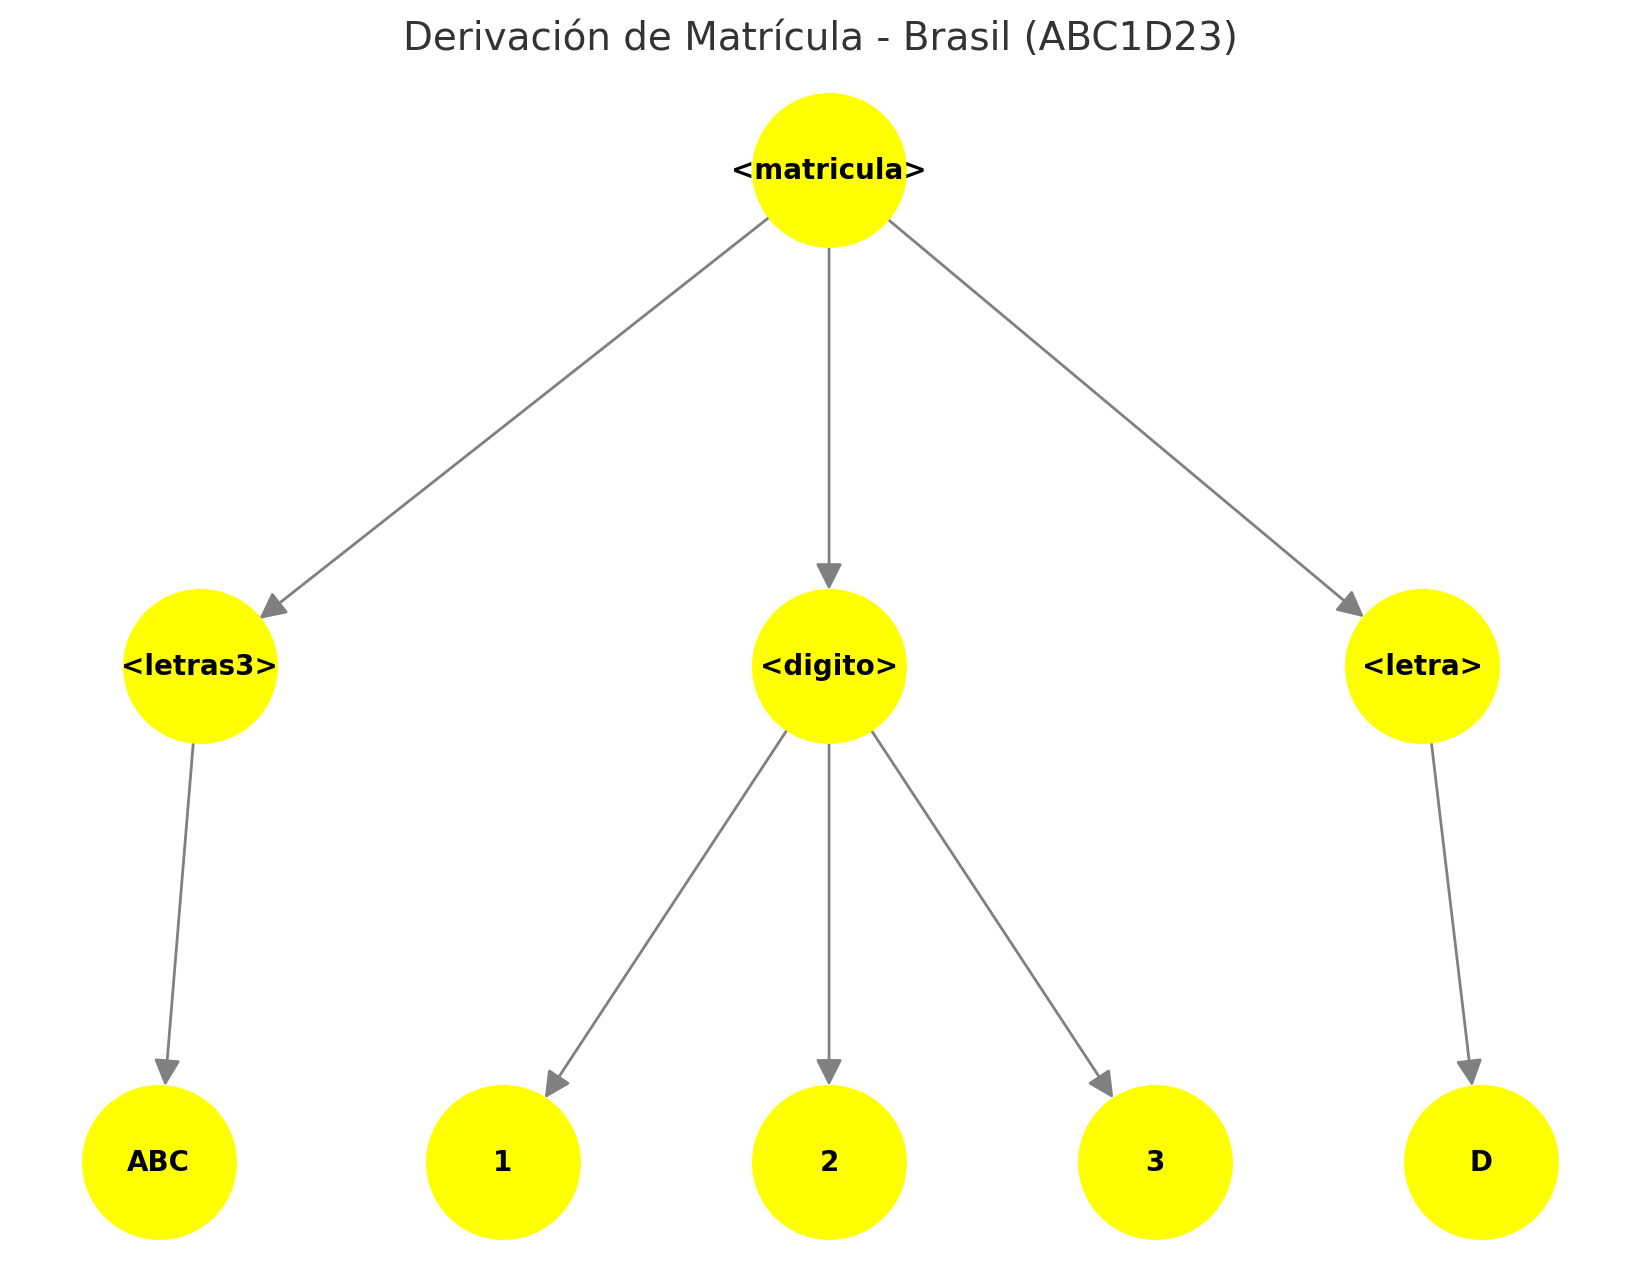 Derivación de Matrícula - Brasil (ABC1D23)
<matricula>
<letras3>
<digito>
<letra>
ABC
1
2
3
D